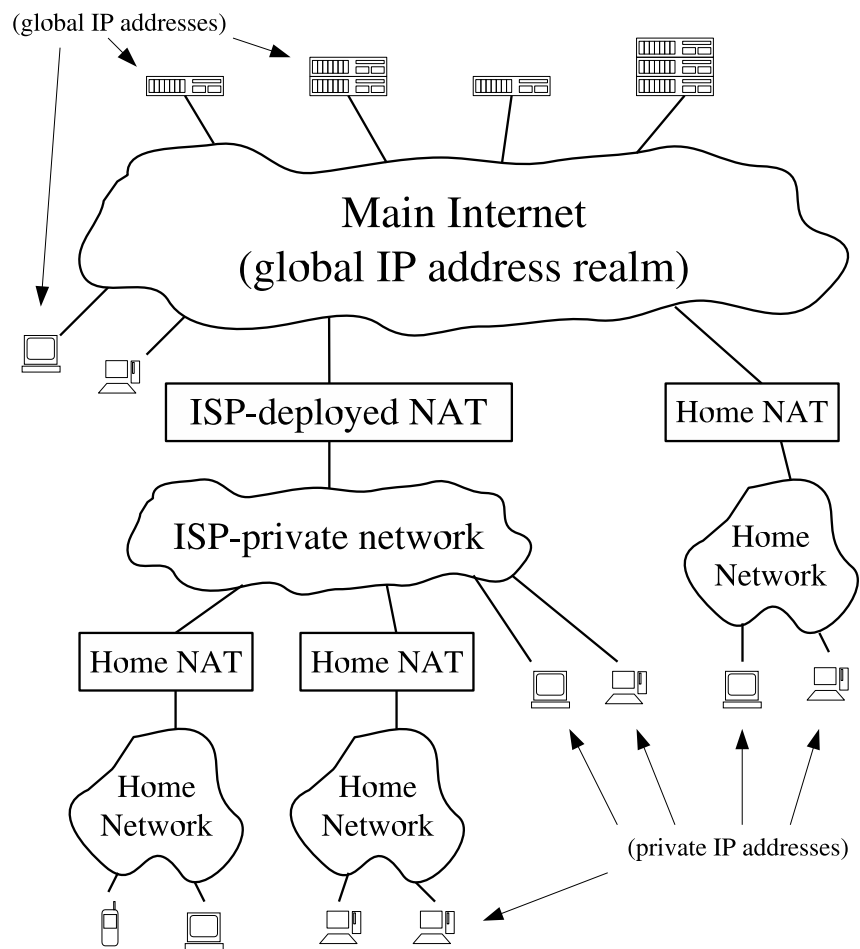 (global IP addresses)
Main Internet
(global IP address realm)
ISP-deployed NAT
Home NAT
ISP-private network
Home
Network
Home NAT
Home NAT
Home
Network
Home
Network
(private IP addresses)